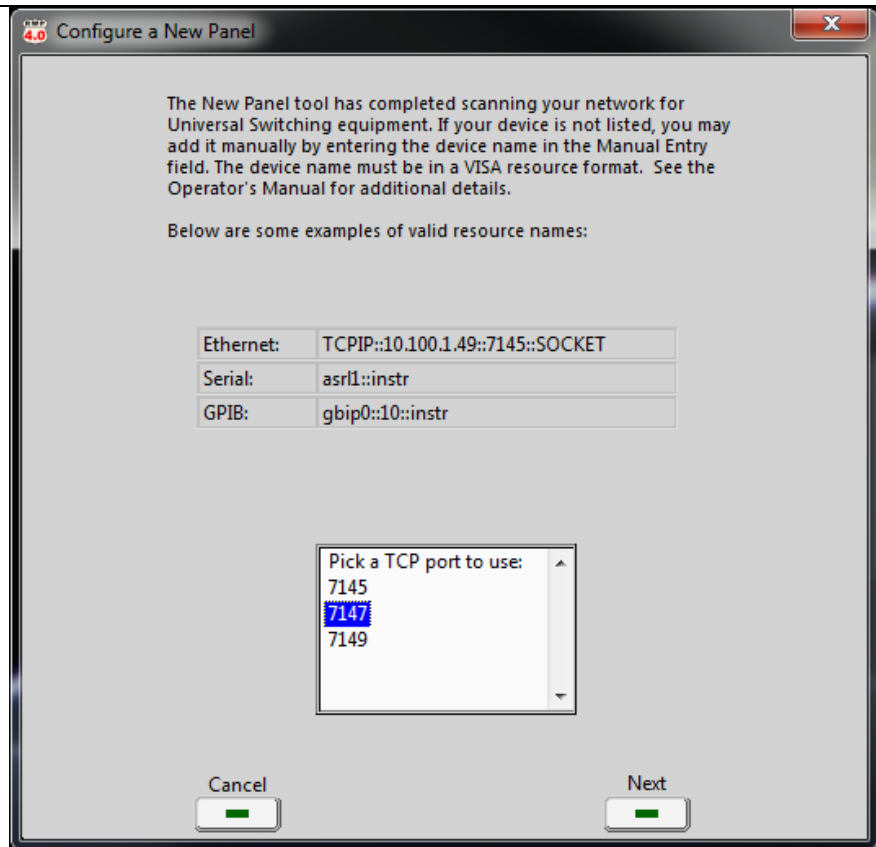 4.0 Configure a New Panel
The New Panel tool has completed scanning your network for
Universal Switching equipment. If your device is not listed, you may
add it manually by entering the device name in the Manual Entry
field. The device name must be in a VISA resource format.  See the
Operator's Manual for additional details.
Below are some examples of valid resource names:
Ethernet: TCPIP::10.100.1.49::7145::SOCKET
Serial: asrl1::instr
GPIB: gbip0::10::instr
Pick a TCP port to use:
7145
7147
7149
Cancel Next